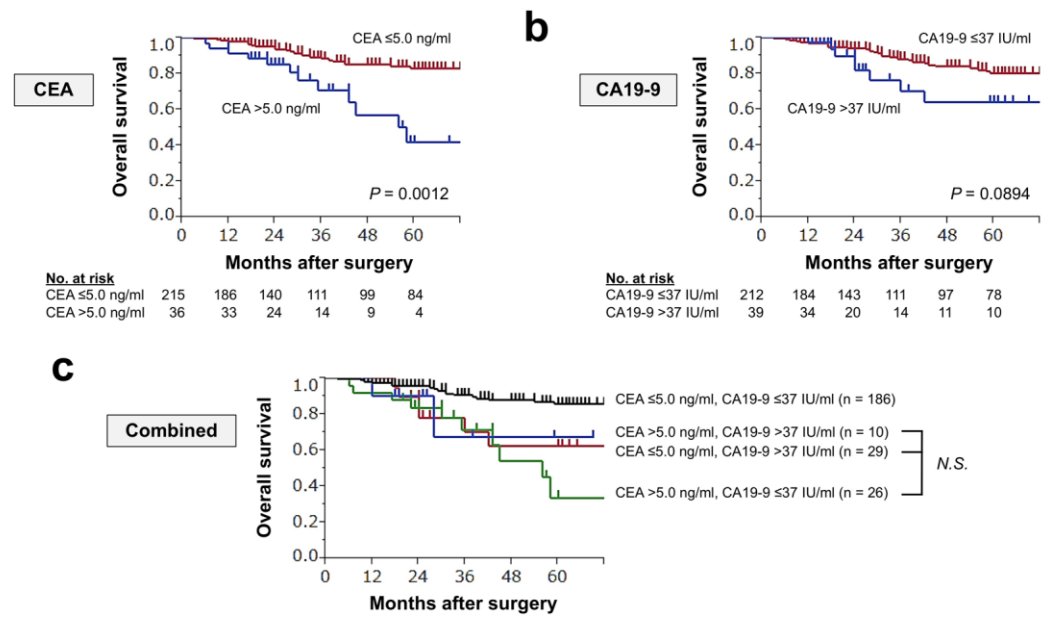 CEA
Overall survival
1.0
0.8
0.6
0.4
0.2
0.0
CEA ≤5.0 ng/ml
CEA >5.0 ng/ml
P = 0.0012
0 12 24 36 48 60
Months after surgery
No. at risk
CEA ≤5.0 ng/ml 215 186 140 111 99 84
CEA >5.0 ng/ml 36 33 24 14 9 4
b
CA19-9
Overall survival
1.0
0.8
0.6
0.4
0.2
0.0
CA19-9 ≤37 IU/ml
CA19-9 >37 IU/ml
P = 0.0894
0 12 24 36 48 60
Months after surgery
No. at risk
CA19-9 ≤37 IU/ml 212 184 143 111 97 78
CA19-9 >37 IU/ml 39 34 20 14 11 10
c
Combined
Overall survival
1.0
0.8
0.6
0.4
0.2
0.0
CEA ≤5.0 ng/ml, CA19-9 ≤37 IU/ml (n = 186)
CEA >5.0 ng/ml, CA19-9 >37 IU/ml (n = 10)
CEA ≤5.0 ng/ml, CA19-9 >37 IU/ml (n = 29)
CEA >5.0 ng/ml, CA19-9 ≤37 IU/ml (n = 26)
N.S.
0 12 24 36 48 60
Months after surgery